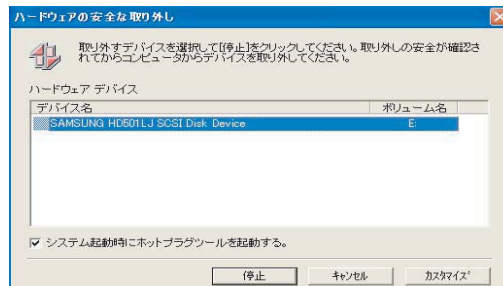 ハードウェアの安全な取り外し
取り外すデバイスを選択して[停止]をクリックしてください。取り外しの安全が確認さ
れてからコンピュータからデバイスを取り外してください。
ハードウェア デバイス
デバイス名 ボリューム名
SAMSUNG HD501LJ SCSI Disk Device E:
システム起動時にホットプラグツールを起動する。
停止 キャンセル カスタマイズ